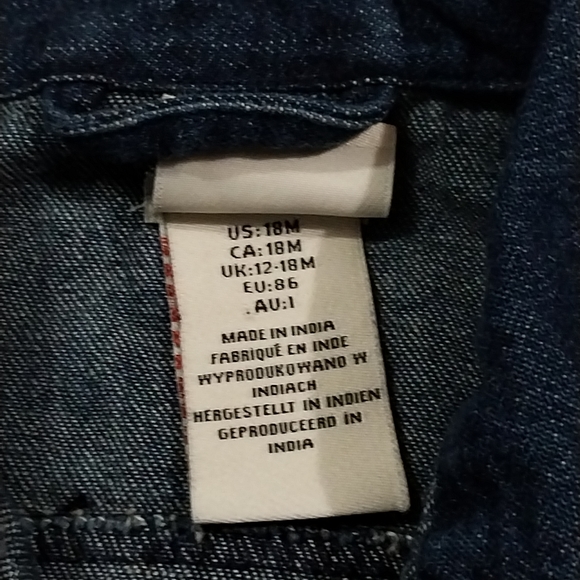 US:18M
CA:18M
UK:12-18M
EU:86
.AU:1
MADE IN INDIA
FABRIQUÉ EN INDE
WYPRODUKOWANO W
INDIACH
HERGESTELLT IN INDIEN
GEPRODUCEERD IN
INDIA